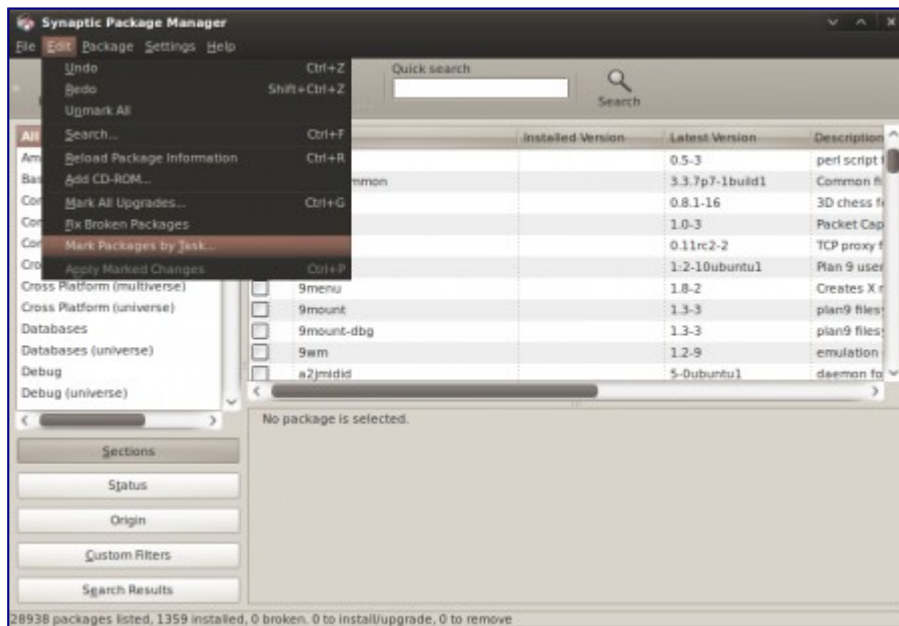 Synaptic Package Manager
File Edit Package Settings Help
Undo Ctrl+Z
Redo Shift+Ctrl+Z
Unmark All
Search... Ctrl+F
Reload Package Information Ctrl+R
Add CD-ROM...
Mark All Upgrades... Ctrl+G
Fix Broken Packages
Mark Packages by Task...
Apply Marked Changes Ctrl+P
Quick search
Search
All
Cross Platform (multiverse)
Cross Platform (universe)
Databases
Databases (universe)
Debug
Debug (universe)
Installed Version Latest Version Description
0.5-3 perl script
mmon 3.3.7p7-1build1 Common
0.8.1-16 3D chess
1.0-3 Packet Cap
0.11rc2-2 TCP proxy
1:2-10ubuntu1 Plan 9 user
9menu 1.8-2 Creates X
9mount 1.3-3 plan9 files
9mount-dbg 1.3-3 plan9 files
9wm 1.2-9 emulation
a2jmidid 5-0ubuntu1 daemon fo
No package is selected.
Sections
Status
Origin
Custom Filters
Search Results
28938 packages listed, 1359 installed, 0 broken. 0 to install/upgrade, 0 to remove